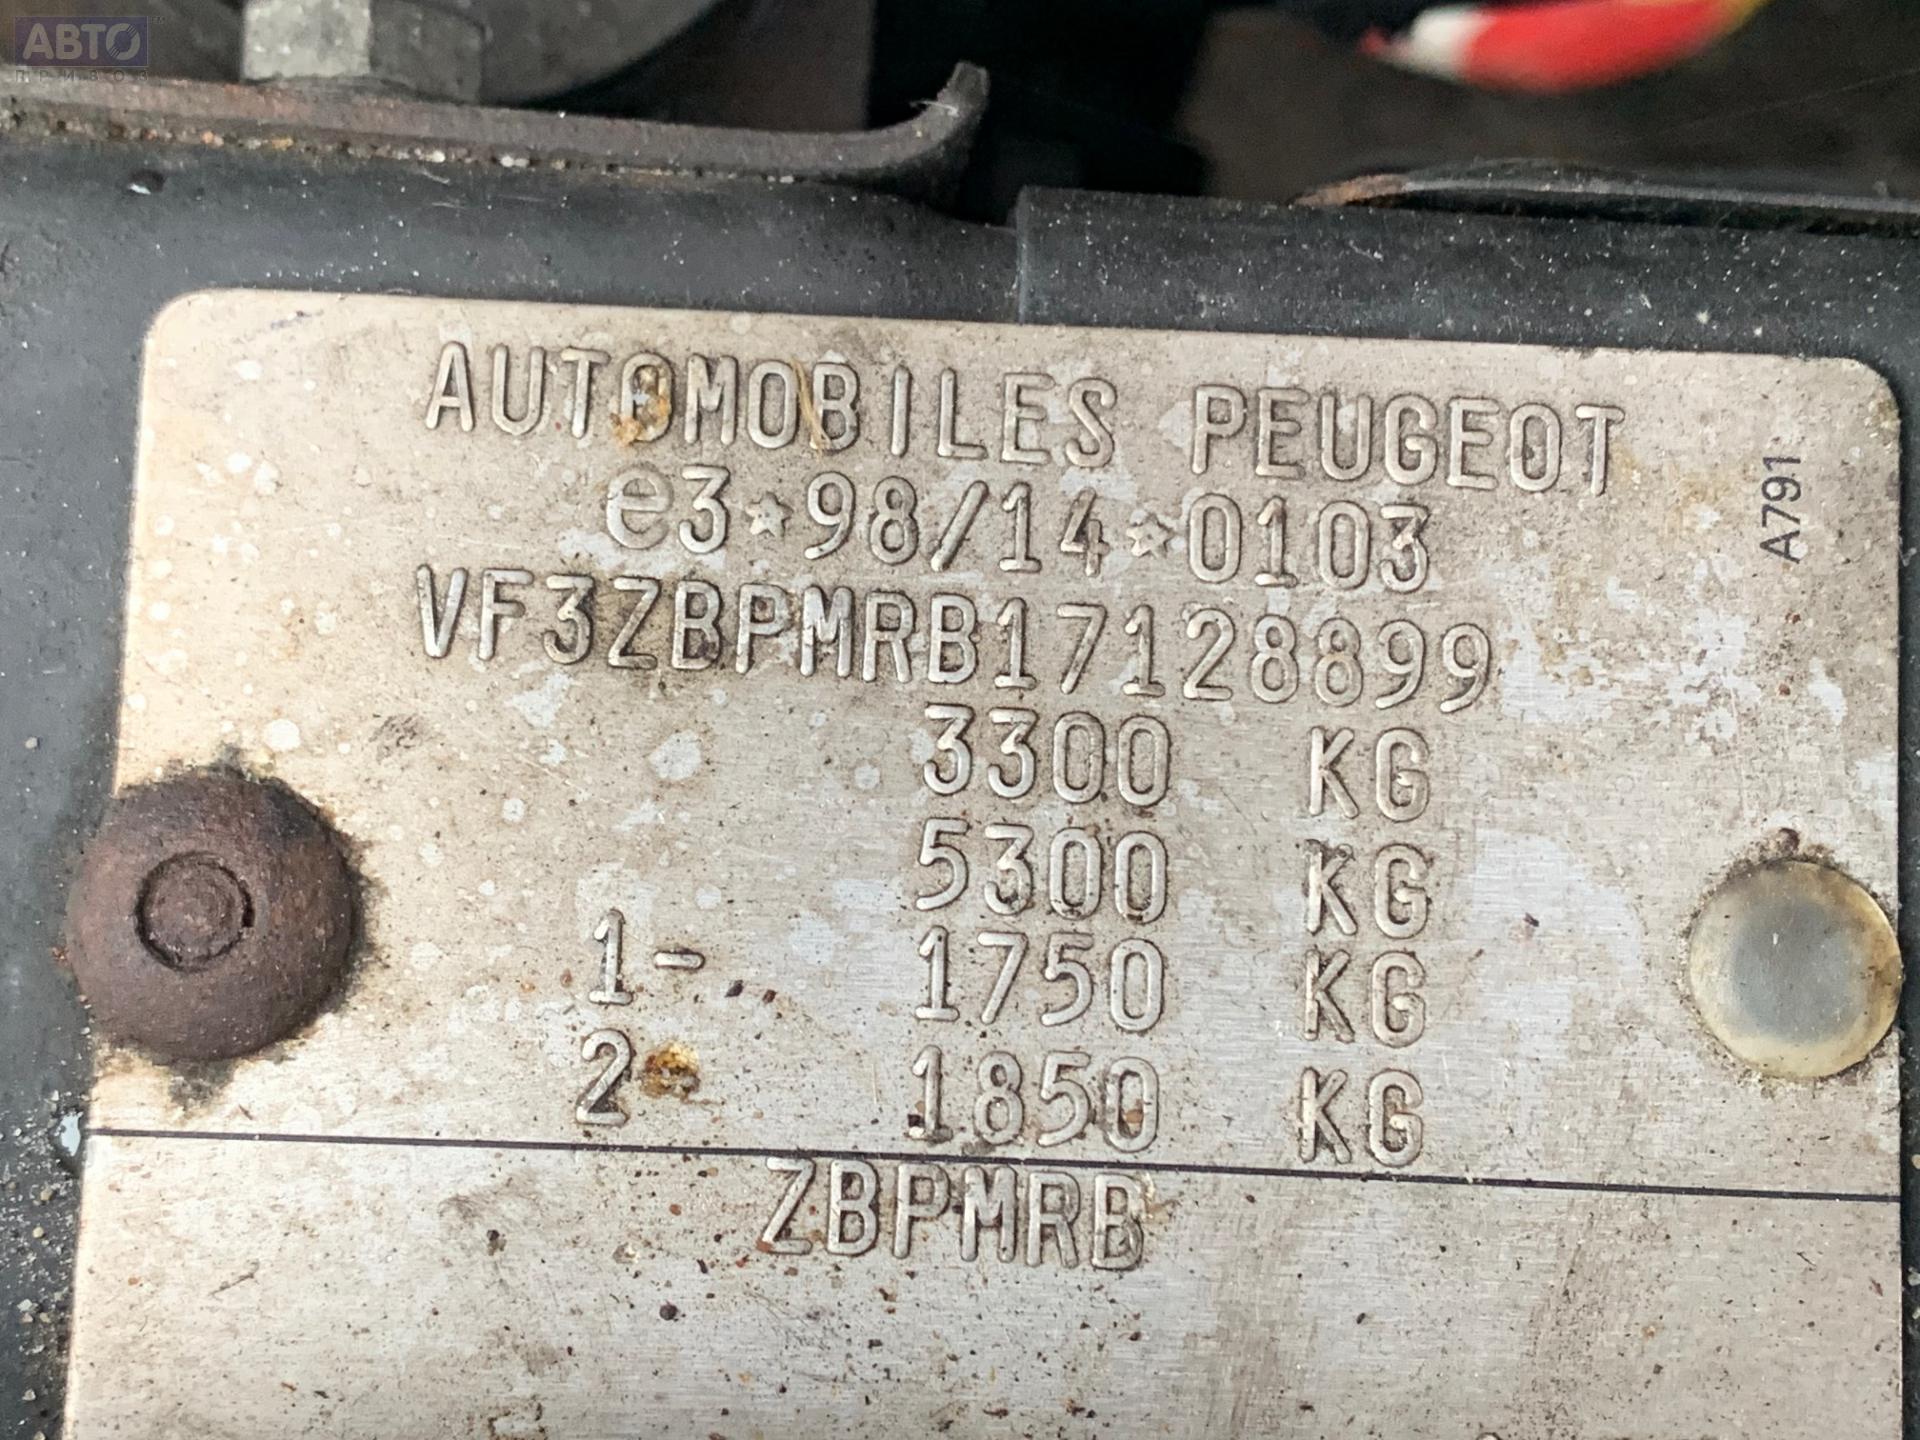 АВТО
ПРИВОЗ
AUTOMOBILES PEUGEOT
e3*98/14*0103
VF3ZBPMRB17128899
3300 KG
5300 KG
1- 1750 KG
2- 1850 KG
ZBPMRB
A791